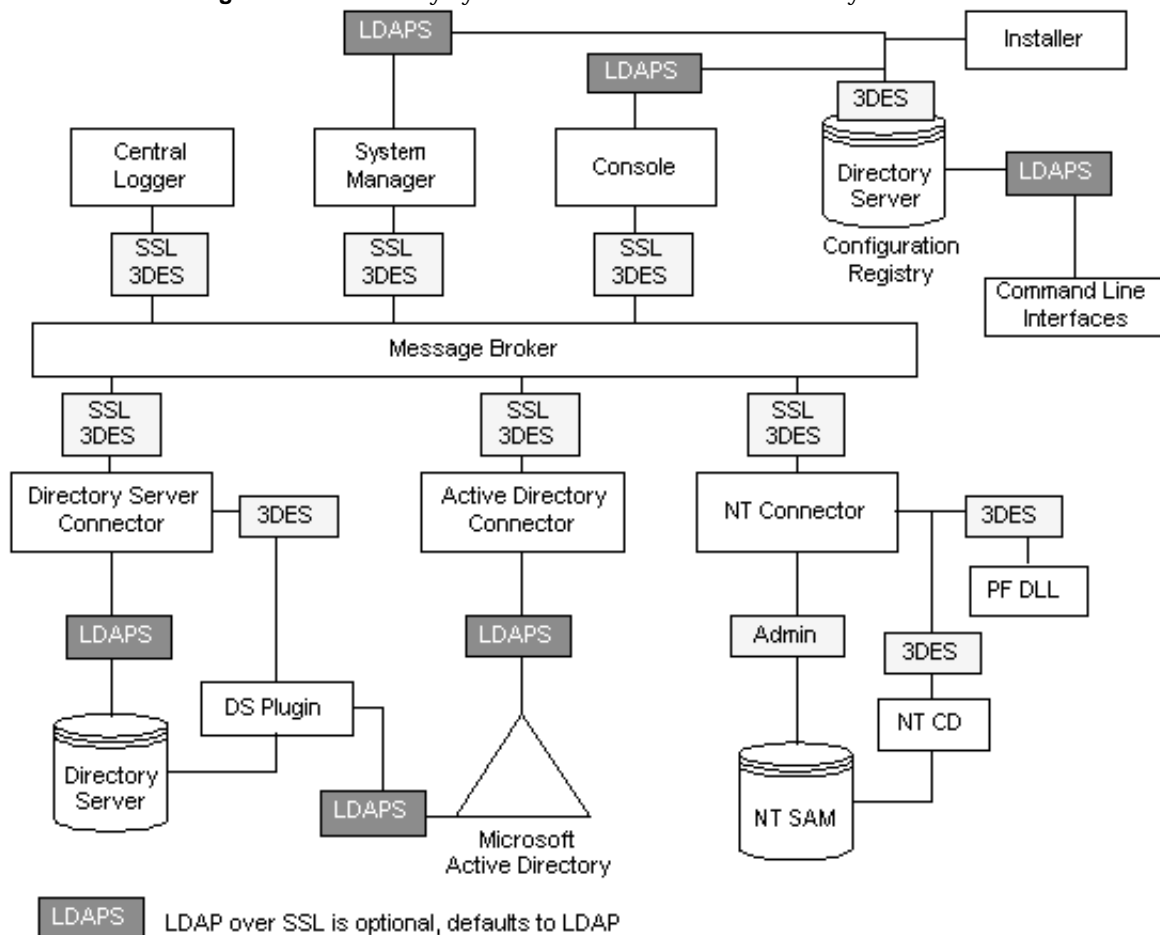 LDAPS
Installer
LDAPS
3DES
Central
Logger
System
Manager
Console
Directory
Server
LDAPS
Configuration
Registry
SSL
3DES
SSL
3DES
SSL
3DES
Command Line
Interfaces
Message Broker
SSL
3DES
SSL
3DES
SSL
3DES
Directory Server
Connector
3DES
Active Directory
Connector
NT Connector
3DES
PF DLL
LDAPS
LDAPS
Admin
3DES
DS Plugin
NT CD
Directory
Server
LDAPS
NT SAM
Microsoft
Active Directory
LDAPS
LDAP over SSL is optional, defaults to LDAP